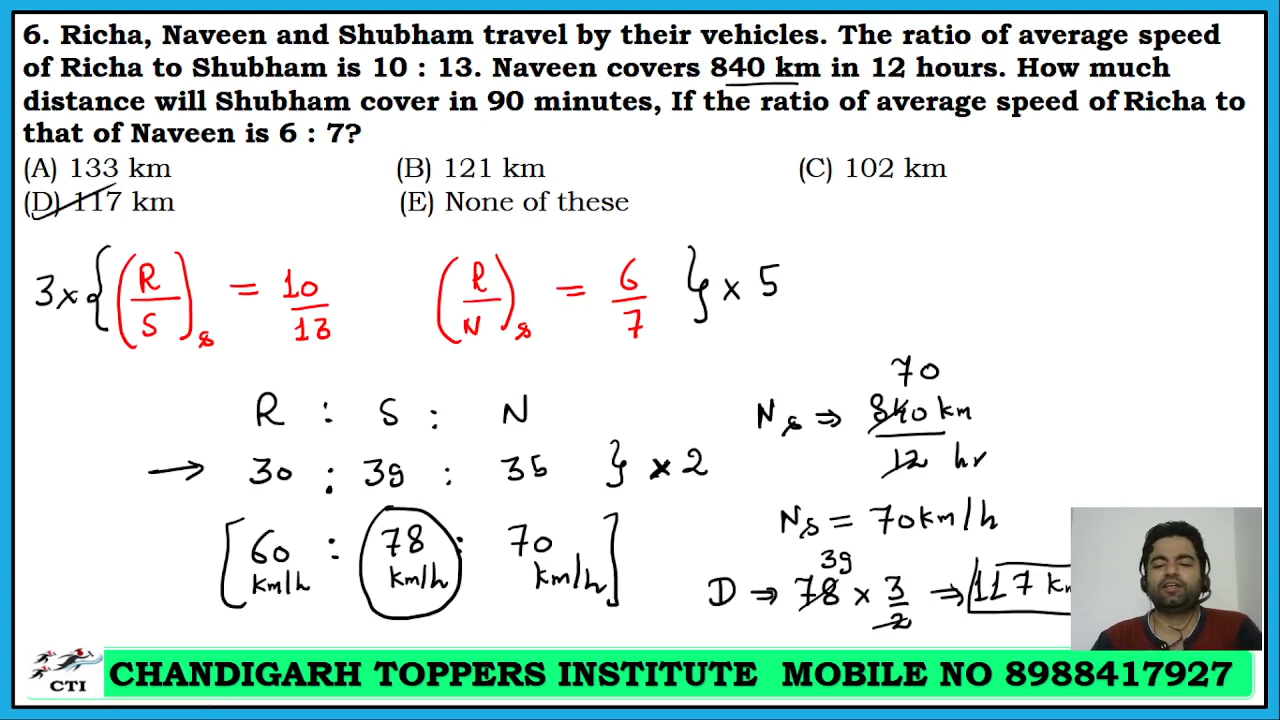 6. Richa, Naveen and Shubham travel by their vehicles. The ratio of average speed
of Richa to Shubham is 10 : 13. Naveen covers 840 km in 12 hours. How much
distance will Shubham cover in 90 minutes, If the ratio of average speed of Richa to
that of Naveen is 6 : 7?
(A) 133 km (B) 121 km (C) 102 km
(D) 117 km (E) None of these
3x { (R/S)s = 10/13 (R/N)s = 6/7 } x 5
R : S : N
→ 30 : 39 : 35 } x 2
[ 60 km/h : 78 km/h : 70 km/h ]
70
Ns ⇒ 840 km / 12 hr
Ns = 70 km/h
39
D ⇒ 78 x 3/2 ⇒ 117 km
CTI
CHANDIGARH TOPPERS INSTITUTE MOBILE NO 8988417927